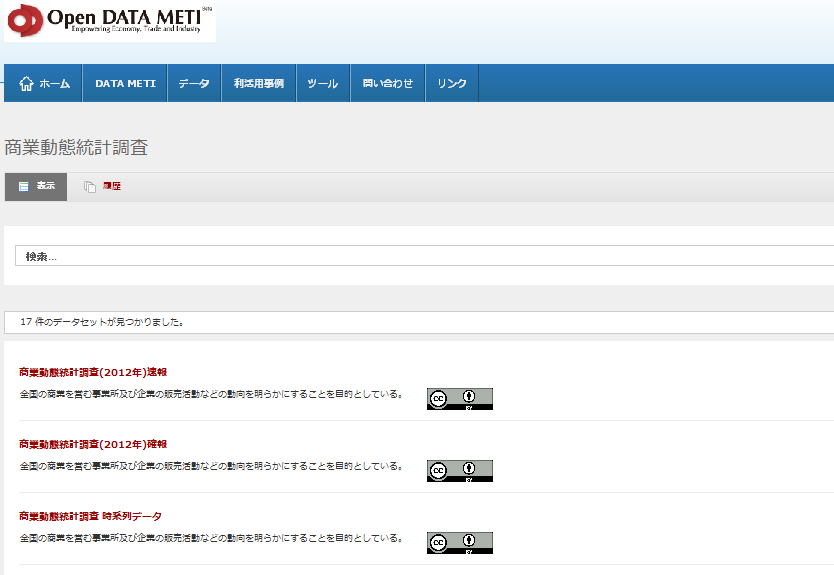 Open DATA METI Beta
Empowering Economy, Trade and Industry
ホーム DATA METI データ 利活用事例 ツール 問い合わせ リンク
商業動態統計調査
表示 履歴
検索...
17 件のデータセットが見つかりました。
商業動態統計調査(2012年)速報
全国の商業を営む事業所及び企業の販売活動などの動向を明らかにすることを目的としている。
cc BY
商業動態統計調査(2012年)確報
全国の商業を営む事業所及び企業の販売活動などの動向を明らかにすることを目的としている。
cc BY
商業動態統計調査 時系列データ
全国の商業を営む事業所及び企業の販売活動などの動向を明らかにすることを目的としている。
cc BY